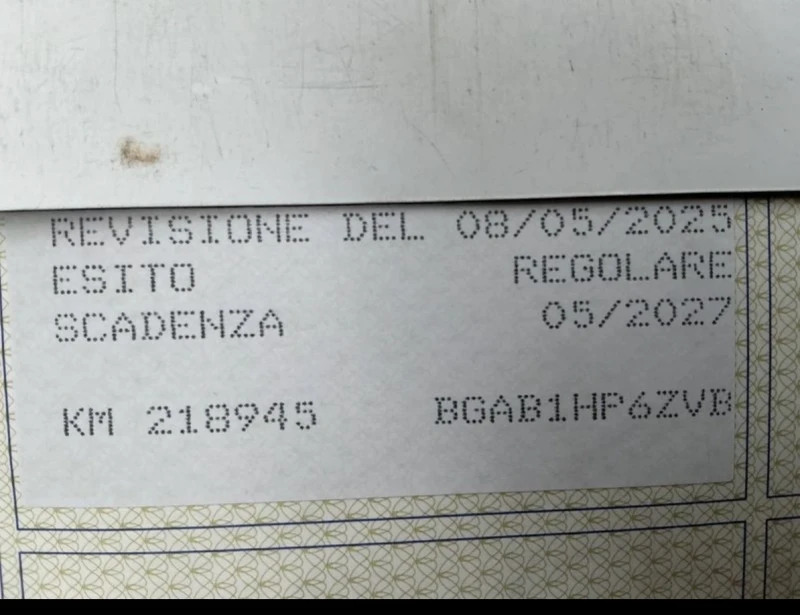 REVISIONE DEL 08/05/2025
ESITO REGOLARE
SCADENZA 05/2027
KM 218945 BGAB1HP6ZVB